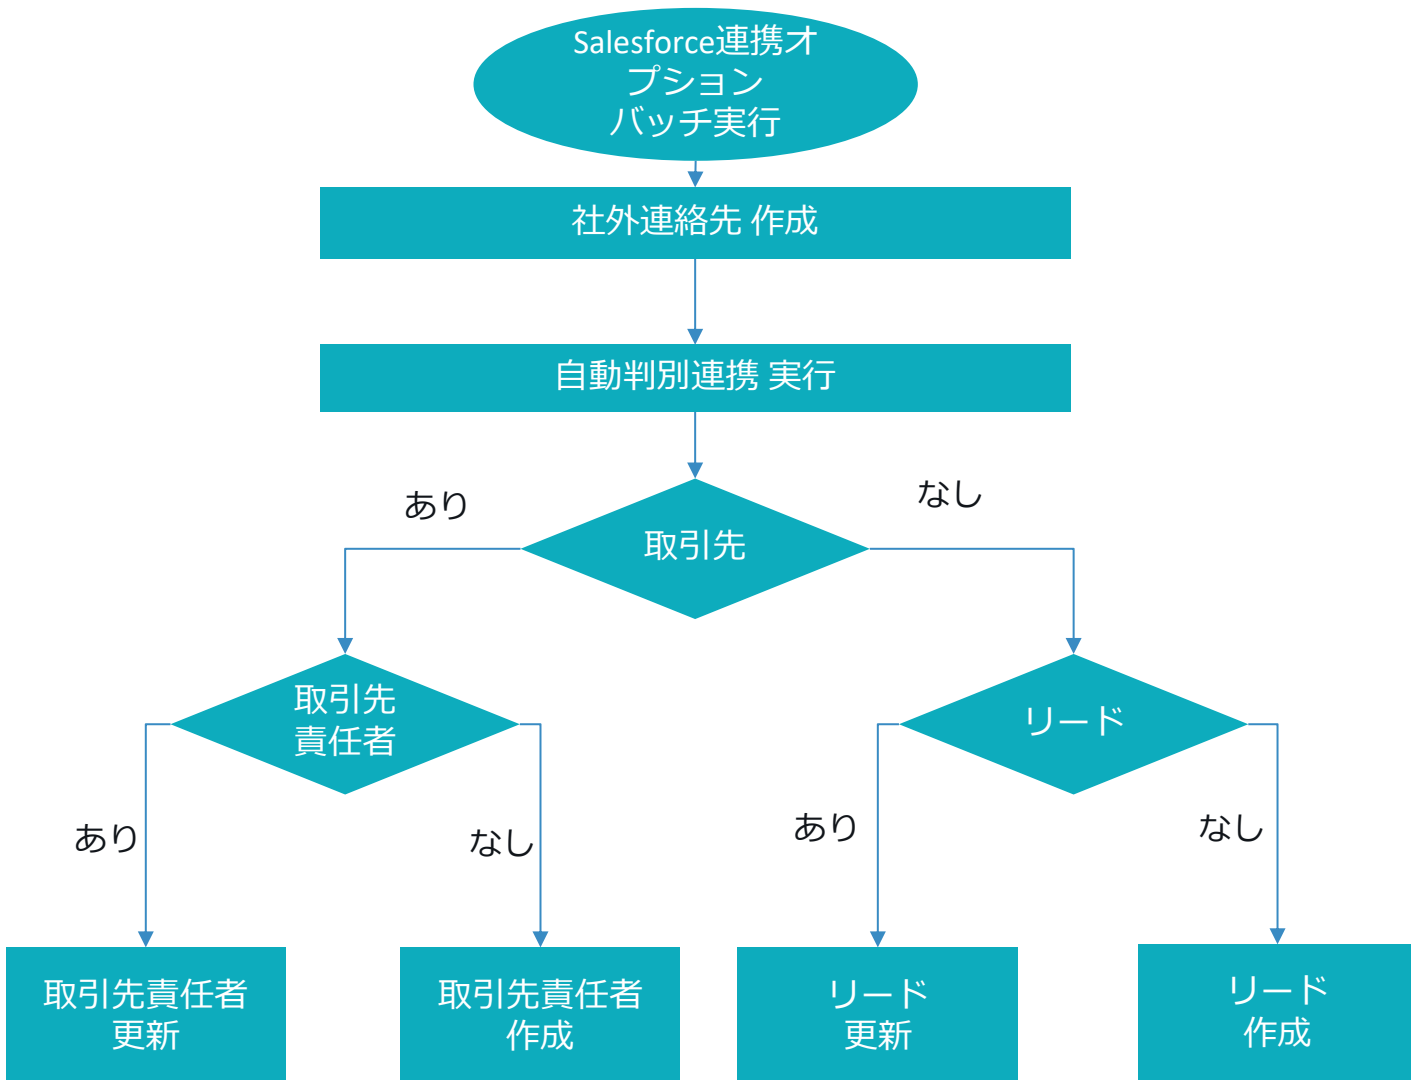 Salesforce連携オ
プション
バッチ実行
社外連絡先 作成
自動判別連携 実行
あり
なし
取引先
取引先
責任者
リード
あり
なし
あり
なし
取引先責任者
更新
取引先責任者
作成
リード
更新
リード
作成